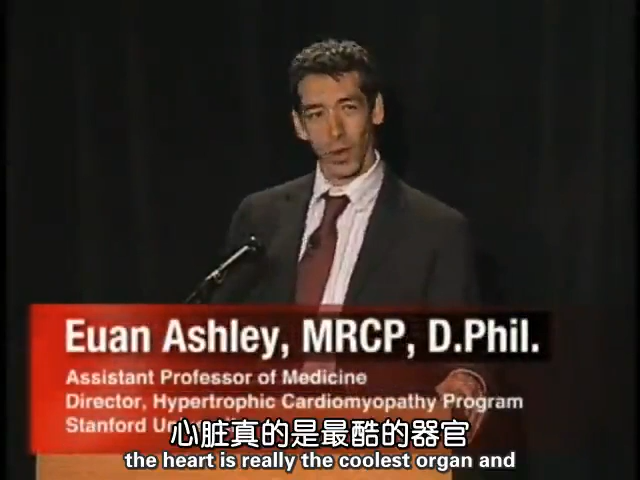 Euan Ashley, MRCP, D.Phil.
Assistant Professor of Medicine
Director, Hypertrophic Cardiomyopathy Program
Stanford
心脏真的是最酷的器官
the heart is really the coolest organ and